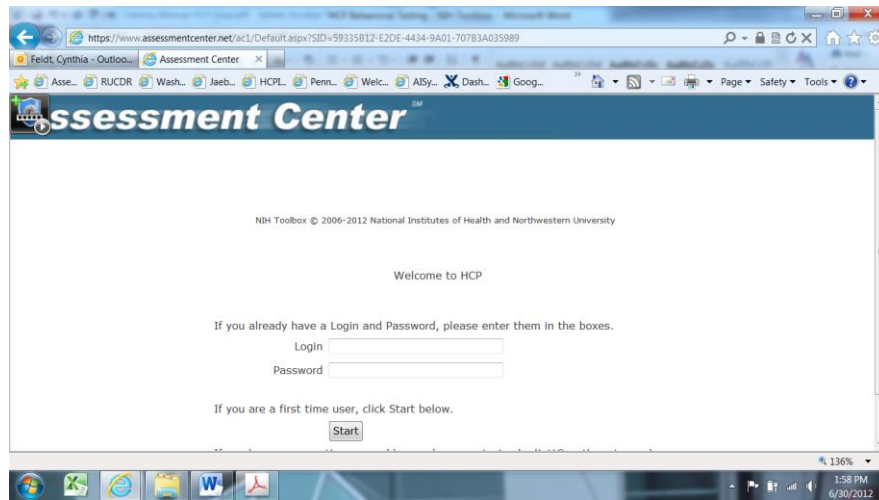 https://www.assessmentcenter.net/ac1/Default.aspx?SID=59335B12-E2DE-4434-9A01-707B3A035989
Feldt, Cynthia - Outloo... Assessment Center
Asse... RUCDR Wash... Jaeb... HCPI... Penn... Welc... AISy... Dash... Goog... Page Safety Tools
ssessment Center SM
NIH Toolbox © 2006-2012 National Institutes of Health and Northwestern University
Welcome to HCP
If you already have a Login and Password, please enter them in the boxes.
Login
Password
If you are a first time user, click Start below.
Start
136%
1:58 PM
6/30/2012